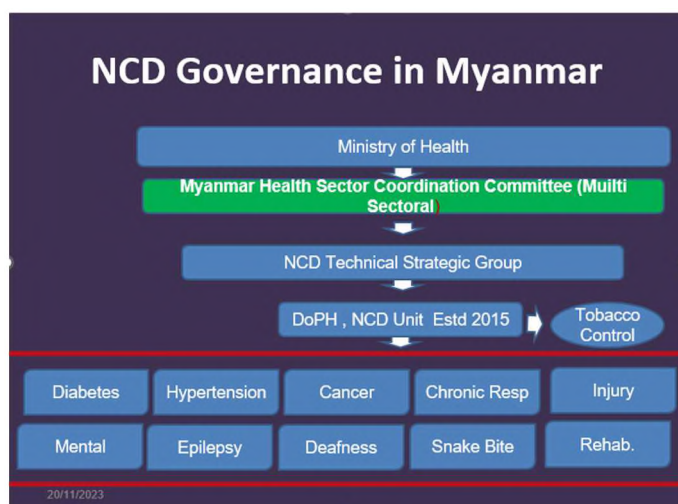 NCD Governance in Myanmar
Ministry of Health
Myanmar Health Sector Coordination Committee (Muilti
Sectoral)
NCD Technical Strategic Group
DoPH , NCD Unit Estd 2015
Tobacco
Control
Diabetes
Hypertension
Cancer
Chronic Resp
Injury
Mental
Epilepsy
Deafness
Snake Bite
Rehab.
20/11/2023